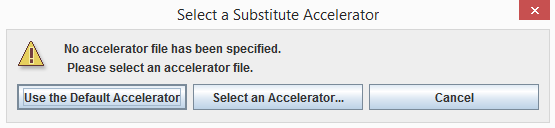 Select a Substitute Accelerator
No accelerator file has been specified.
Please select an accelerator file.
Use the Default Accelerator Select an Accelerator... Cancel